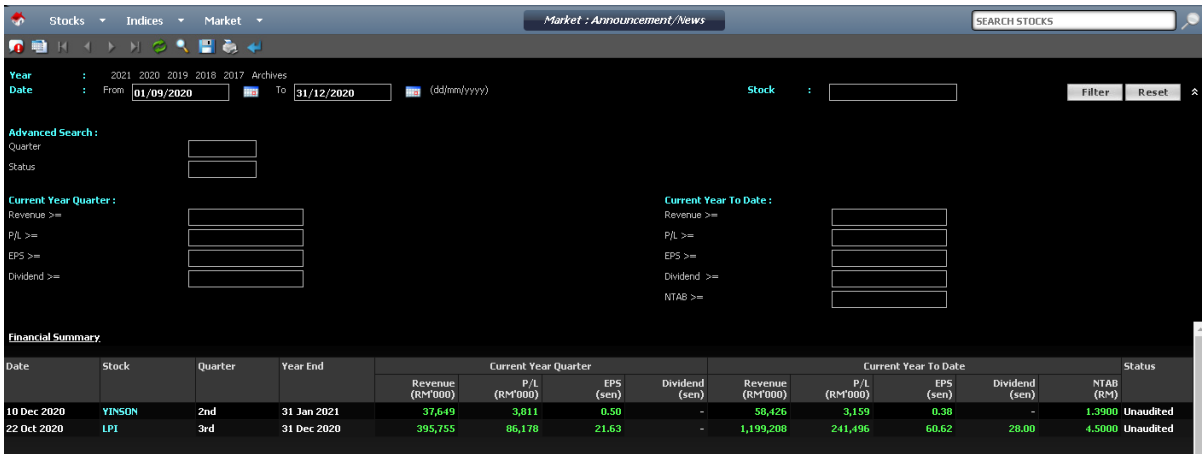 Stocks Indices Market Market : Announcement/News SEARCH STOCKS
Year : 2021 2020 2019 2018 2017 Archives
Date : From 01/09/2020 To 31/12/2020 (dd/mm/yyyy) Stock : Filter Reset
Advanced Search :
Quarter
Status
Current Year Quarter : Current Year To Date :
Revenue >= Revenue >=
P/L >= P/L >=
EPS >= EPS >=
Dividend >= Dividend >=
NTAB >=
Financial Summary
Date Stock Quarter Year End Current Year Quarter Current Year To Date Status
Revenue (RM'000) P/L (RM'000) EPS (sen) Dividend (sen) Revenue (RM'000) P/L (RM'000) EPS (sen) Dividend (sen) NTAB (RM)
10 Dec 2020 YINSON 2nd 31 Jan 2021 37,649 3,811 0.50 - 58,426 3,159 0.38 - 1.3900 Unaudited
22 Oct 2020 LPI 3rd 31 Dec 2020 395,755 86,178 21.63 - 1,199,208 241,496 60.62 28.00 4.5000 Unaudited